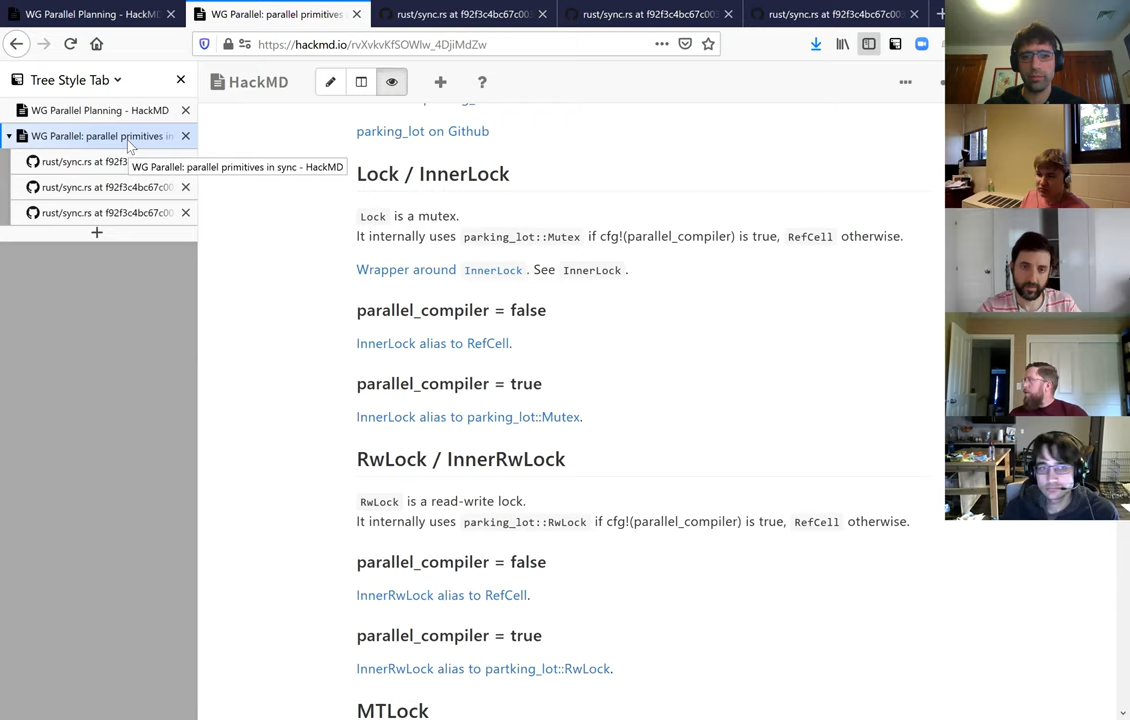 WG Parallel Planning - HackMD
WG Parallel: parallel primitives
rust/sync.rs at f92f3c4bc67c00
rust/sync.rs at f92f3c4bc67c00
rust/sync.rs at f92f3c4bc67c00
https://hackmd.io/rvXvkvKfSOWlw_4DjiMdZw
Tree Style Tab
HackMD
WG Parallel Planning - HackMD
WG Parallel: parallel primitives in
rust/sync.rs at f92f3
WG Parallel: parallel primitives in sync - HackMD
rust/sync.rs at f92f3c4bc67c00
rust/sync.rs at f92f3c4bc67c00
parking_lot on Github
Lock / InnerLock
Lock is a mutex.
It internally uses parking_lot::Mutex if cfg!(parallel_compiler) is true, RefCell otherwise.
Wrapper around InnerLock. See InnerLock.
parallel_compiler = false
InnerLock alias to RefCell.
parallel_compiler = true
InnerLock alias to parking_lot::Mutex.
RwLock / InnerRwLock
RwLock is a read-write lock.
It internally uses parking_lot::RwLock if cfg!(parallel_compiler) is true, RefCell otherwise.
parallel_compiler = false
InnerRwLock alias to RefCell.
parallel_compiler = true
InnerRwLock alias to partking_lot::RwLock.
MTLock